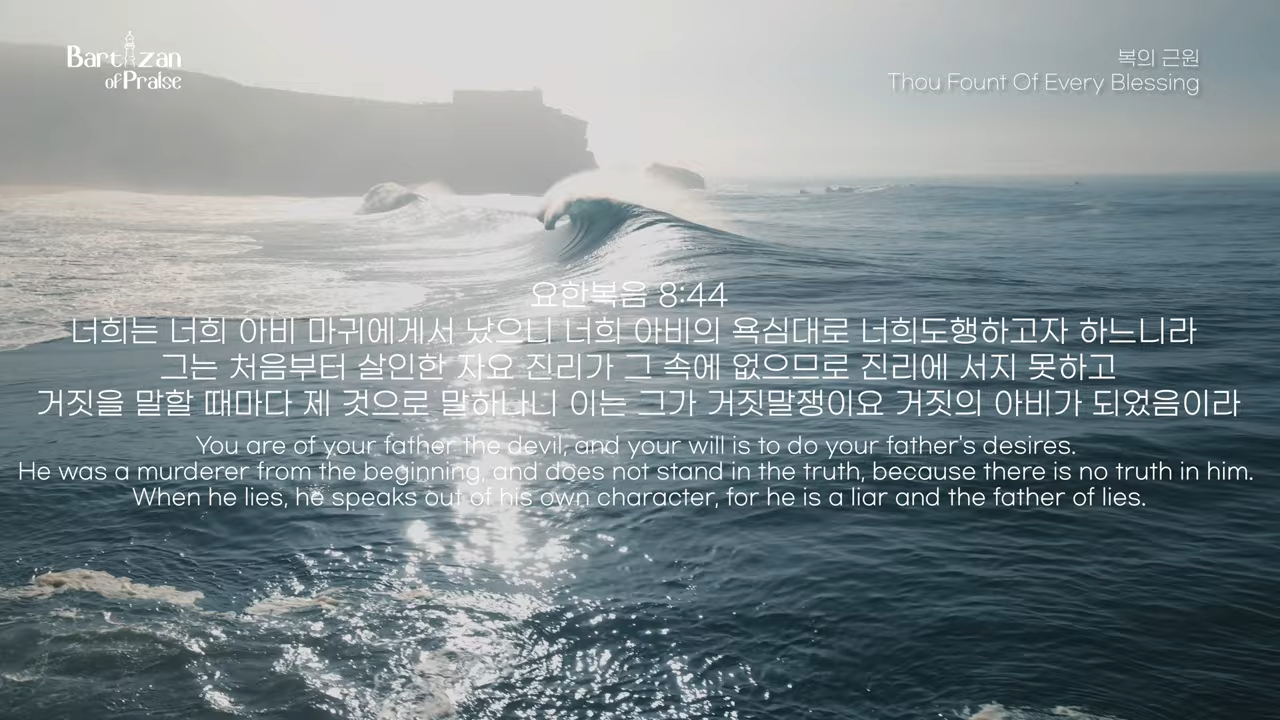 Bartizan
of Praise
복의 근원
Thou Fount Of Every Blessing
요한복음 8:44
너희는 너희 아비 마귀에게서 났으니 너희 아비의 욕심대로 너희도행하고자 하느니라
그는 처음부터 살인한 자요 진리가 그 속에 없으므로 진리에 서지 못하고
거짓을 말할 때마다 제 것으로 말하나니 이는 그가 거짓말쟁이요 거짓의 아비가 되었음이라
You are of your father the devil, and your will is to do your father's desires.
He was a murderer from the beginning, and does not stand in the truth, because there is no truth in him.
When he lies, he speaks out of his own character, for he is a liar and the father of lies.